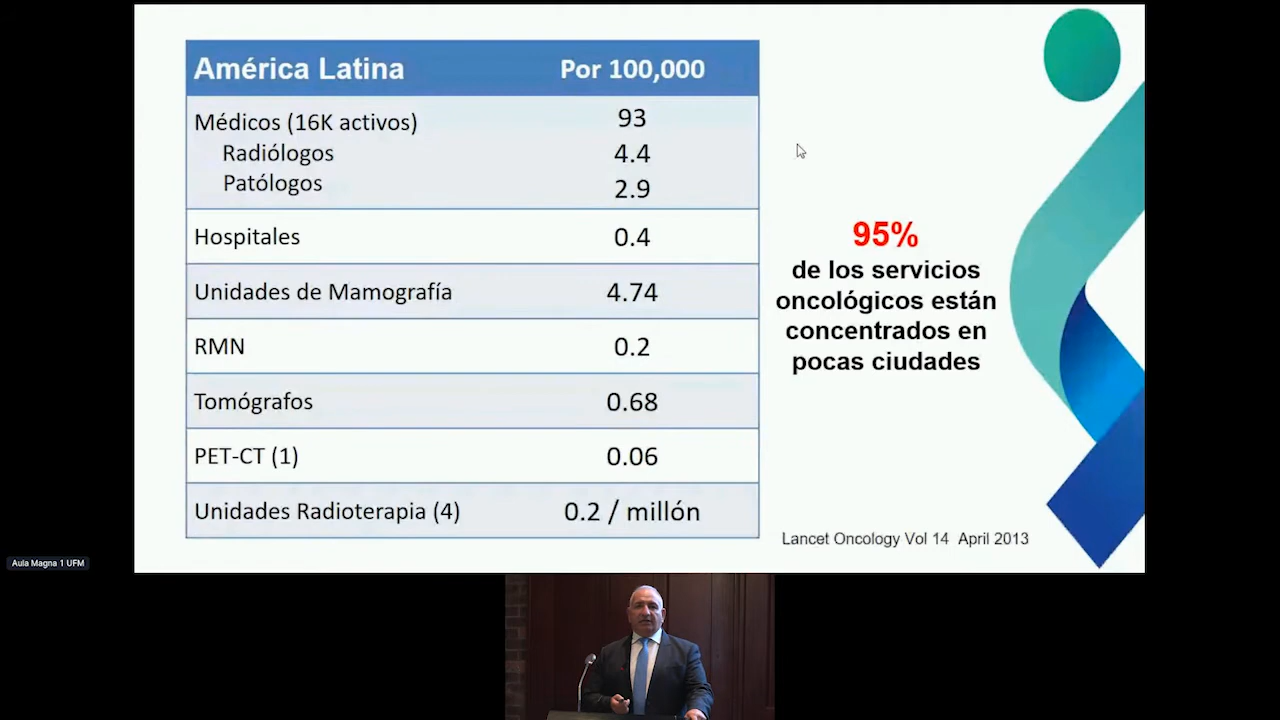 América Latina Por 100,000
Médicos (16K activos) 93
Radiólogos 4.4
Patólogos 2.9
Hospitales 0.4
Unidades de Mamografía 4.74
RMN 0.2
Tomógrafos 0.68
PET-CT (1) 0.06
Unidades Radioterapia (4) 0.2 / millón
95%
de los servicios
oncológicos están
concentrados en
pocas ciudades
Lancet Oncology Vol 14 April 2013
Aula Magna 1 UFM